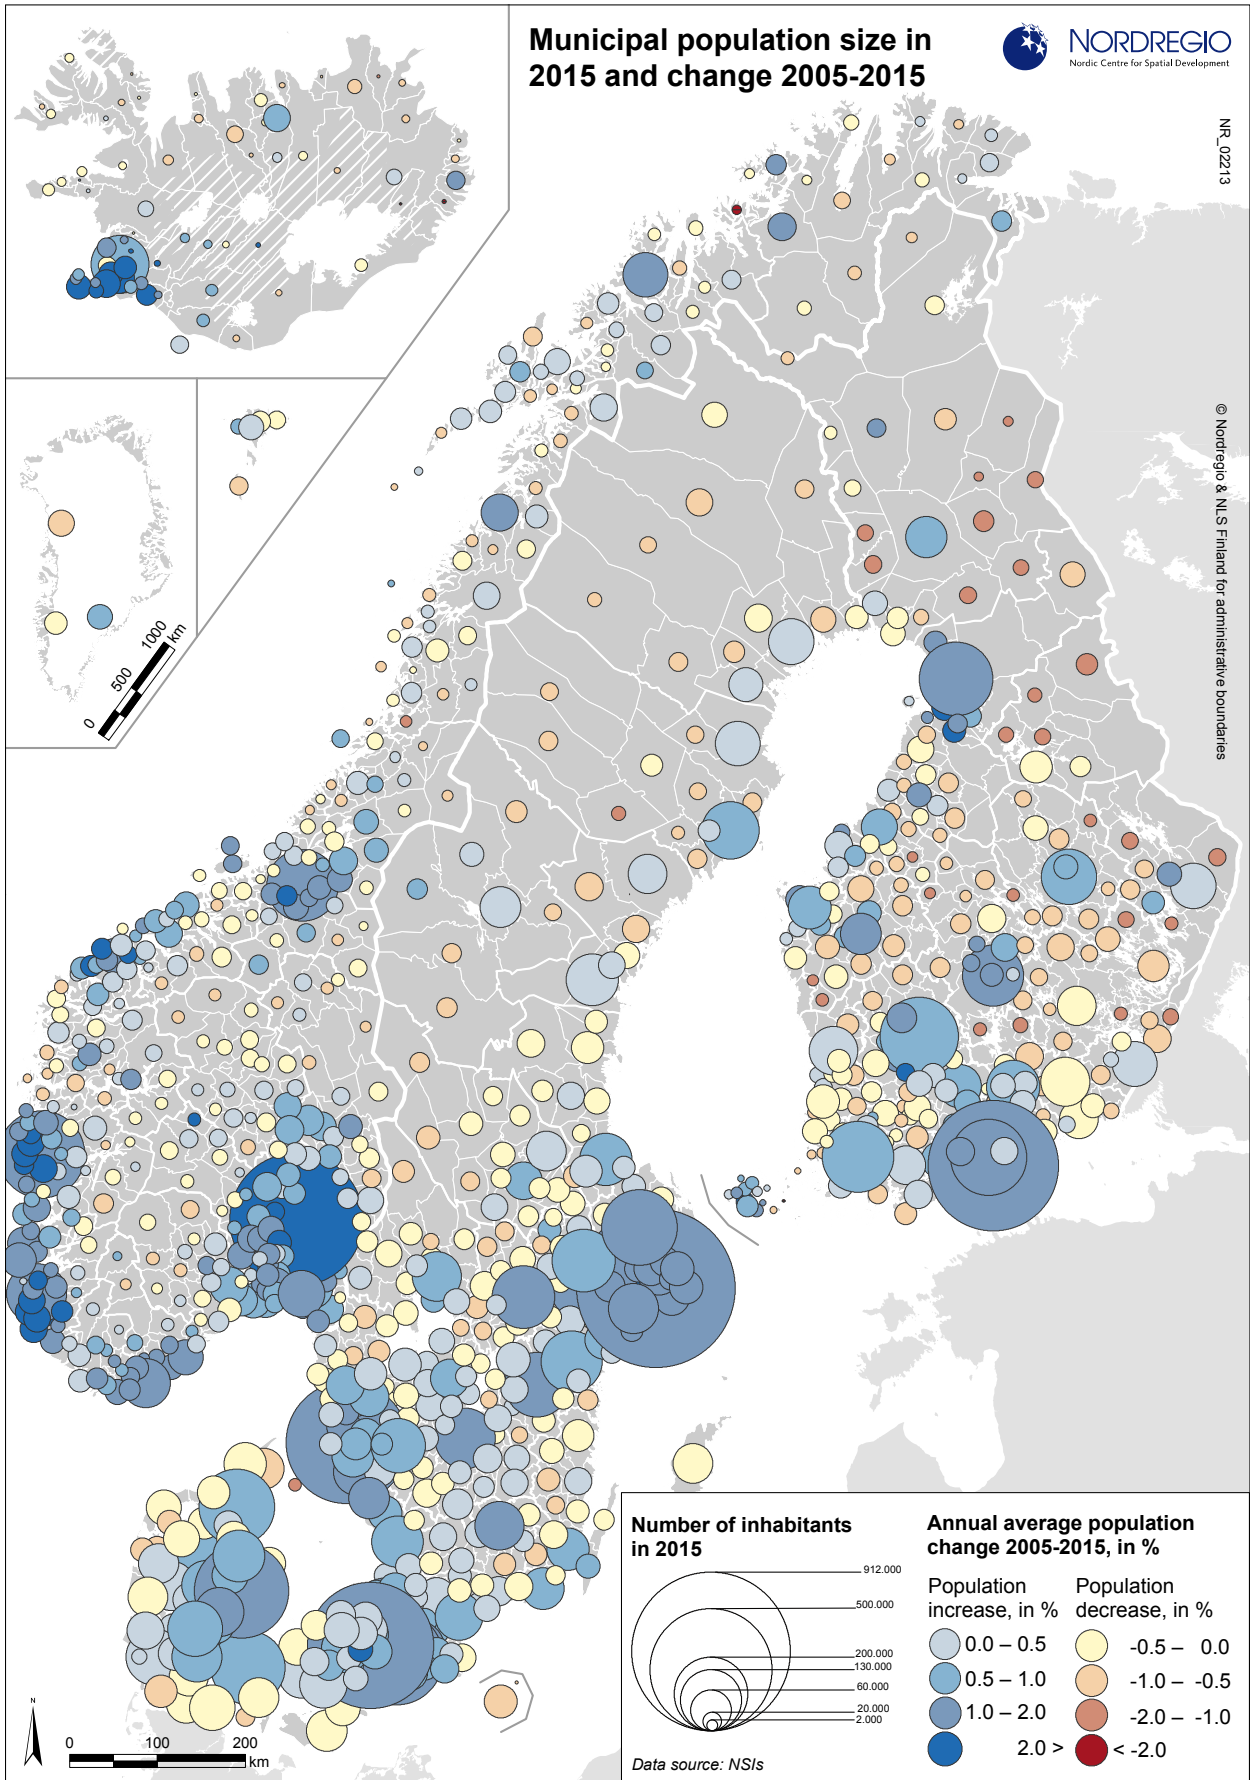 Municipal population size in
2015 and change 2005-2015
NORDREGIO
Nordic Centre for Spatial Development
NR_02213
© Nordregio & NLS Finland for administrative boundaries
0
500
1000
km
Number of inhabitants
in 2015
912.000
500.000
200.000
130.000
60.000
20.000
2.000
Data source: NSIs
Annual average population
change 2005-2015, in %
Population
increase, in %
0.0 – 0.5
0.5 – 1.0
1.0 – 2.0
2.0 >
Population
decrease, in %
-0.5 – 0.0
-1.0 – -0.5
-2.0 – -1.0
< -2.0
N
0 100 200
km